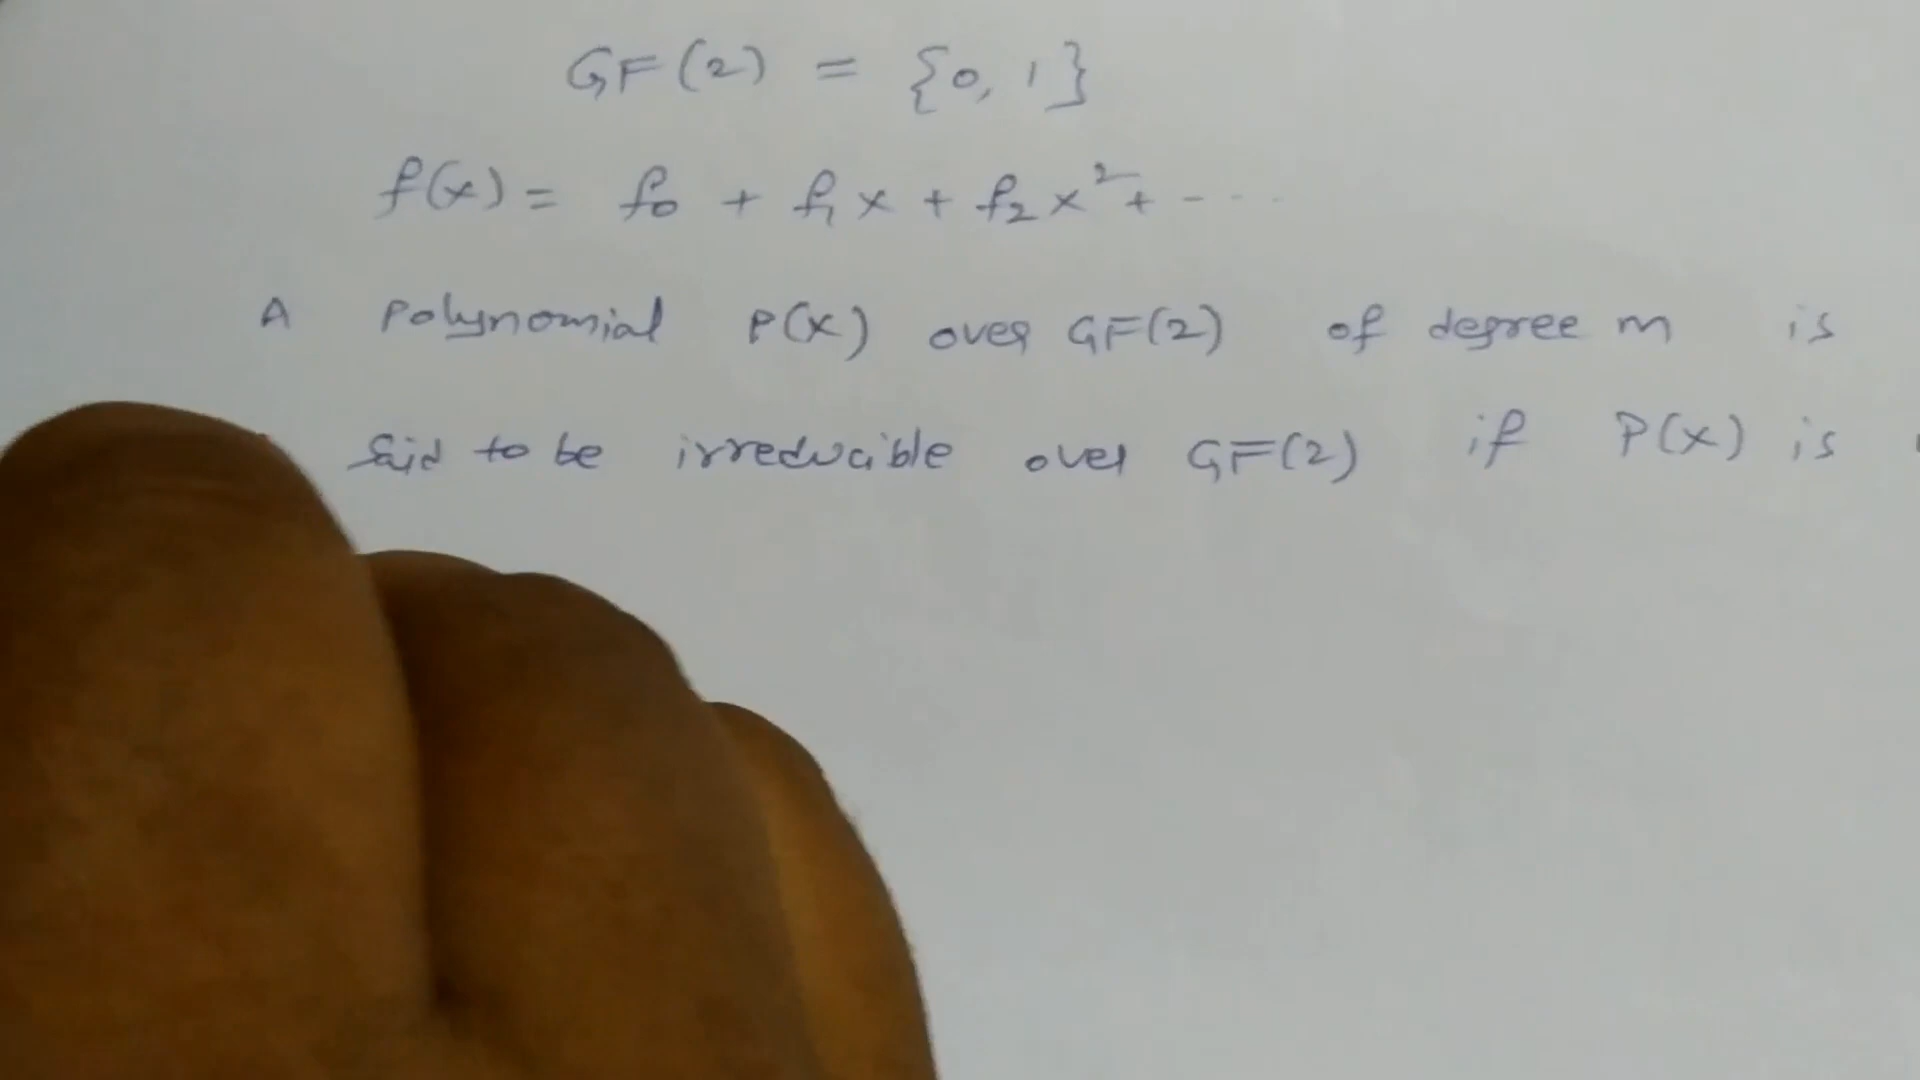 GF(2) = {0, 1}
f(x) = f₀ + f₁x + f₂x² + - - - -
A polynomial P(x) over GF(2) of degree m is
said to be irreducible over GF(2) if P(x) is